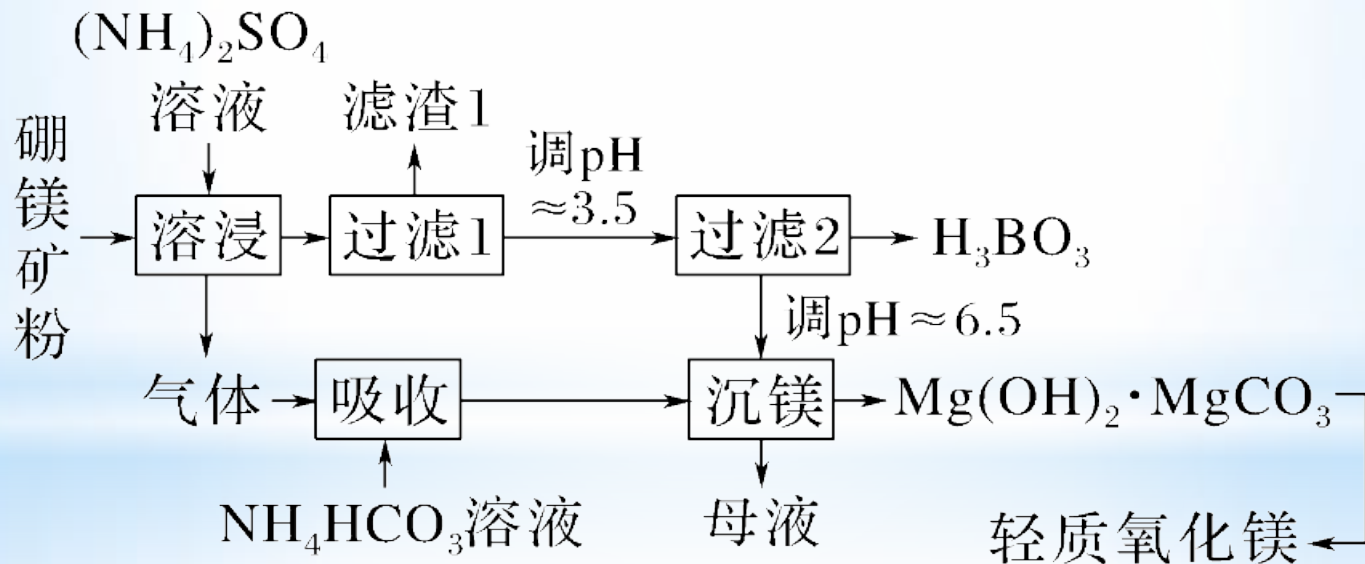 (NH₄)₂SO₄
溶液
滤渣1
硼镁矿粉
调pH
≈3.5
溶浸
过滤1
过滤2
H₃BO₃
调pH≈6.5
气体
吸收
沉镁
Mg(OH)₂·MgCO₃
NH₄HCO₃溶液
母液
轻质氧化镁